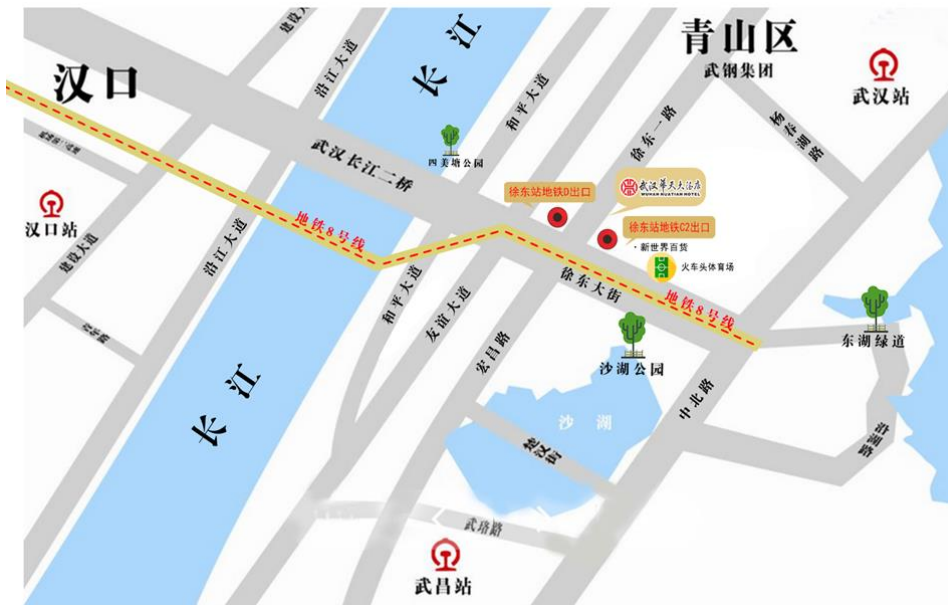 青山区
武钢集团
长江
汉口
武汉站
建设大
沿江大道
和平大道
徐东一路
杨春湖路
武汉长江二桥
四美塘公园
徐东站地铁D出口
武汉华天大酒店
WUHAN HUATIAN HOTEL
徐东站地铁C2出口
·新世界百货
火车头体育场
汉口站
建设大道
沿江大道
地铁8号线
和平大道
友谊大道
徐东大街
地铁8号线
宏昌路
沙湖公园
东湖绿道
长江
沙湖
中北路
楚汉街
武珞路
武昌站